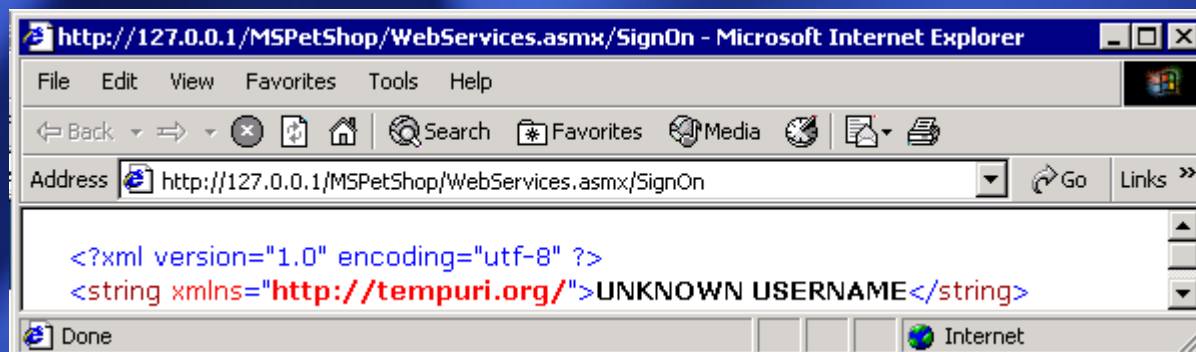 http://127.0.0.1/MSPetShop/WebServices.asmx/SignOn - Microsoft Internet Explorer
File Edit View Favorites Tools Help
Back Search Favorites Media
Address http://127.0.0.1/MSPetShop/WebServices.asmx/SignOn Go Links »
<?xml version="1.0" encoding="utf-8" ?>
<string xmlns="http://tempuri.org/">UNKNOWN USERNAME</string>
Done Internet